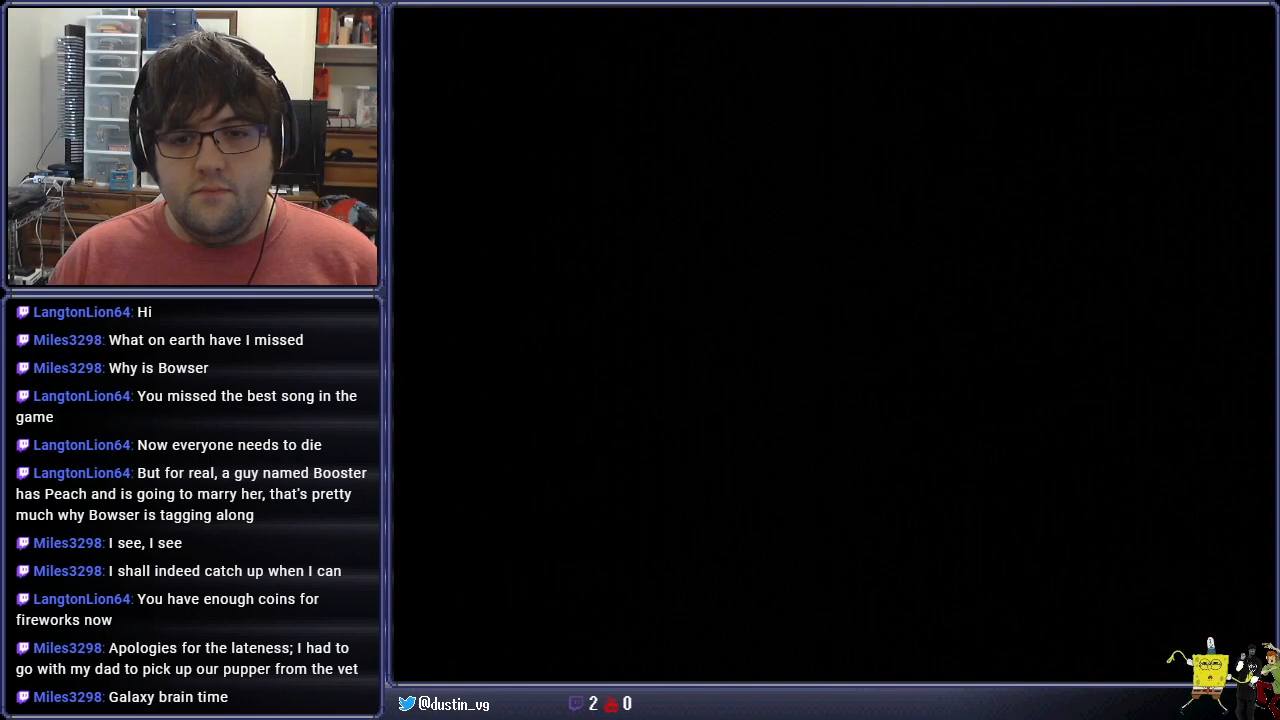 LangtonLion64: Hi
Miles3298: What on earth have I missed
Miles3298: Why is Bowser
LangtonLion64: You missed the best song in the
game
LangtonLion64: Now everyone needs to die
LangtonLion64: But for real, a guy named Booster
has Peach and is going to marry her, that's pretty
much why Bowser is tagging along
Miles3298: I see, I see
Miles3298: I shall indeed catch up when I can
LangtonLion64: You have enough coins for
fireworks now
Miles3298: Apologies for the lateness; I had to
go with my dad to pick up our pupper from the vet
Miles3298: Galaxy brain time
@dustin_vg 2 0